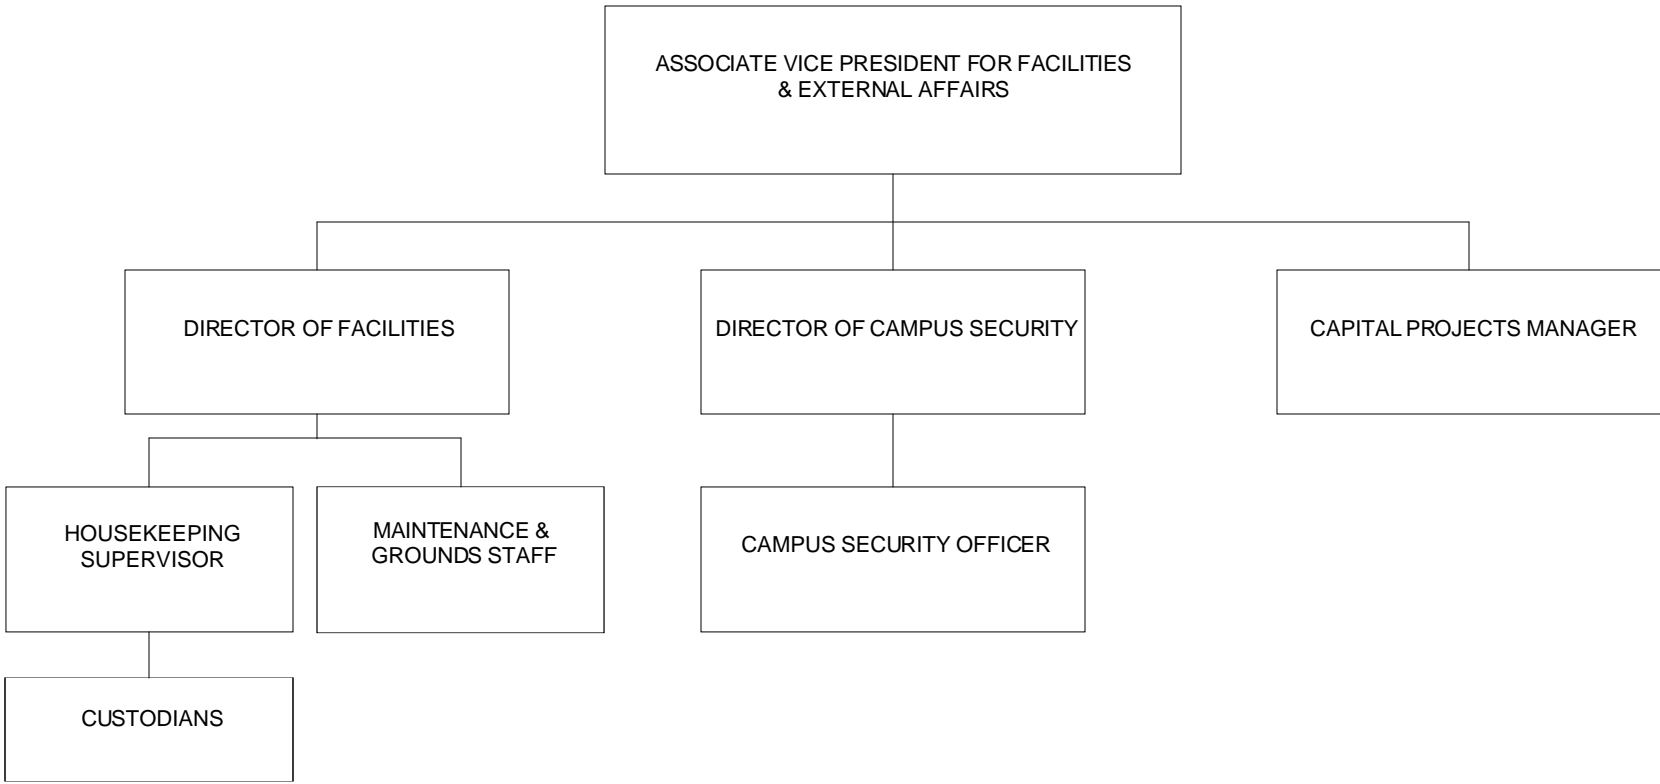 ASSOCIATE VICE PRESIDENT FOR FACILITIES
& EXTERNAL AFFAIRS
DIRECTOR OF FACILITIES
DIRECTOR OF CAMPUS SECURITY
CAPITAL PROJECTS MANAGER
HOUSEKEEPING
SUPERVISOR
MAINTENANCE &
GROUNDS STAFF
CAMPUS SECURITY OFFICER
CUSTODIANS